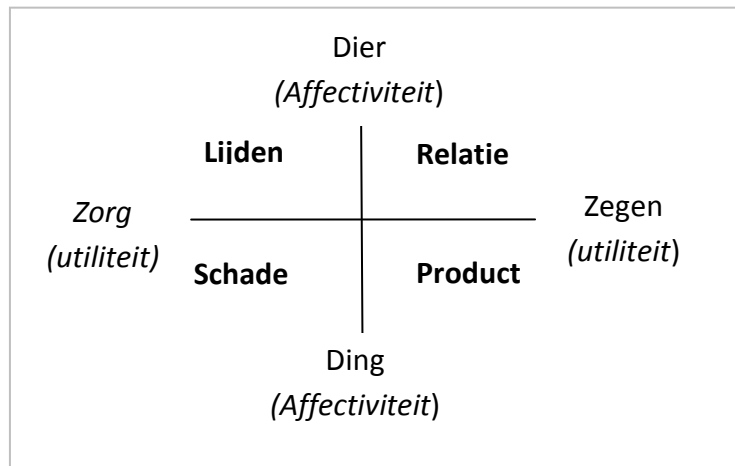 Dier
(Affectiviteit)
Lijden
Relatie
Zorg
(utiliteit)
Zegen
(utiliteit)
Schade
Product
Ding
(Affectiviteit)